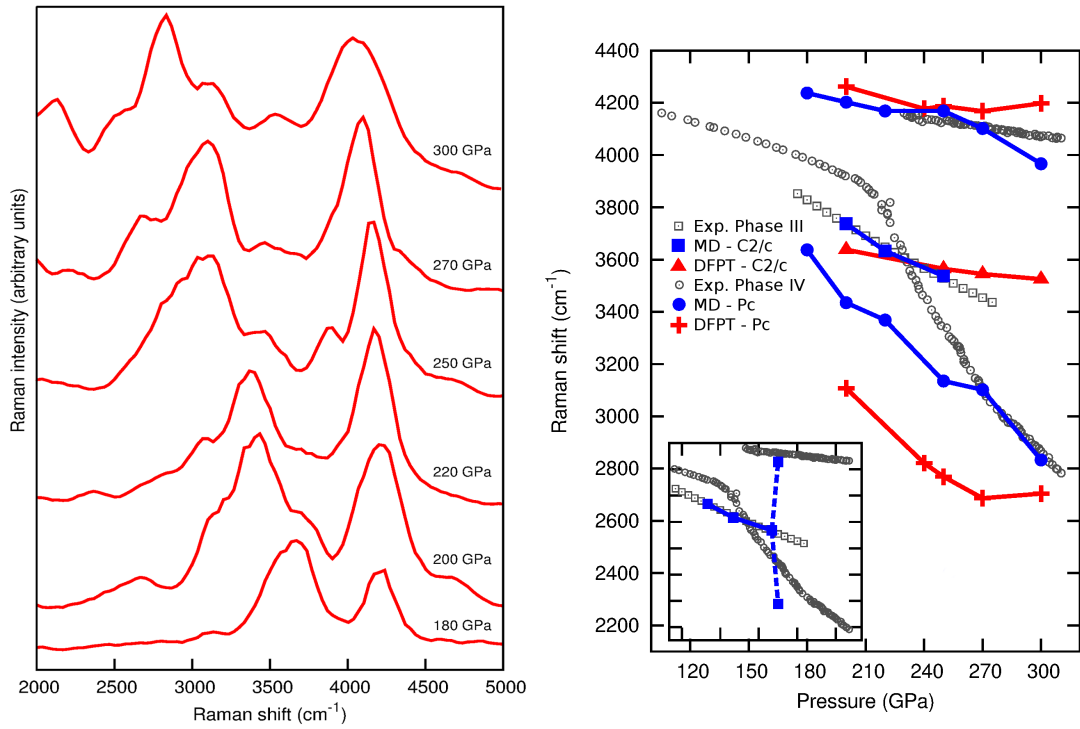 Raman intensity (arbitrary units)
300 GPa
270 GPa
250 GPa
220 GPa
200 GPa
180 GPa
2000 2500 3000 3500 4000 4500 5000
Raman shift (cm⁻¹)
Raman shift (cm⁻¹)
4400
4200
4000
3800
3600
3400
3200
3000
2800
2600
2400
2200
Exp. Phase III
MD - C2/c
DFPT - C2/c
Exp. Phase IV
MD - Pc
DFPT - Pc
120 150 180 210 240 270 300
Pressure (GPa)